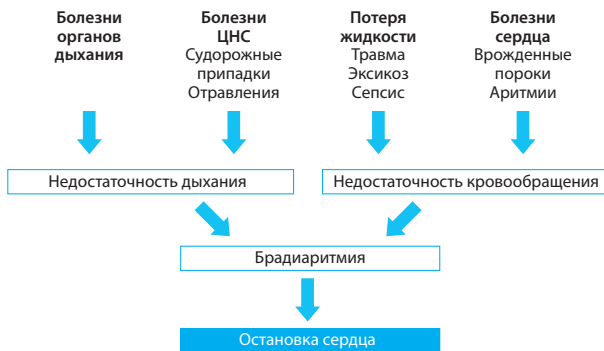 Болезни
органов
дыхания
Болезни
ЦНС
Судорожные
припадки
Отравления
Потеря
жидкости
Травма
Эксикоз
Сепсис
Болезни
сердца
Врожденные
пороки
Аритмии
Недостаточность дыхания
Недостаточность кровообращения
Брадиаритмия
Остановка сердца